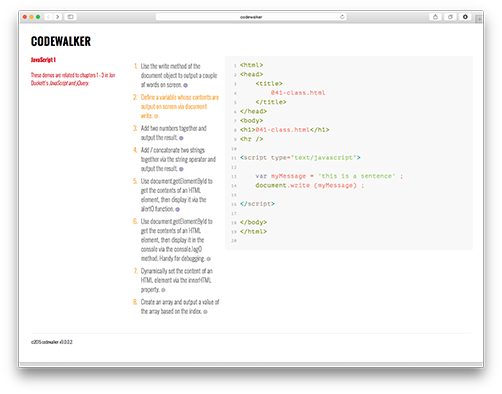 codewalker
CODEWALKER
JavaScript I
These demos are related to chapters 1 - 3 in Jon
Duckett's JavaScript and jQuery.
1. Use the write method of the
document object to output a couple
of words on screen.
2. Define a variable whose contents are
output on screen via document
write.
3. Add two numbers together and
output the result.
4. Add / concatenate two strings
together via the string operator and
output the result.
5. Use document.getElementById to
get the contents of an HTML
element, then display it via the
alert() function.
6. Use document.getElementById to
get the contents of an HTML
element, then display it in the
console via the console.log()
method. Handy for debugging.
7. Dynamically set the content of an
HTML element via the innerHTML
property.
8. Create an array and output a value of
the array based on the index.
1 <html>
2 <head>
3 <title>
4 041-class.html
5 </title>
6 </head>
7 <body>
8 <h1>041-class.html</h1>
9 <hr />
10
11 <script type="text/javascript">
12
13 var myMessage = 'this is a sentence' ;
14 document.write (myMessage) ;
15
16 </script>
17
18 </body>
19 </html>
20
©2015 codewalker v0.0.0.2